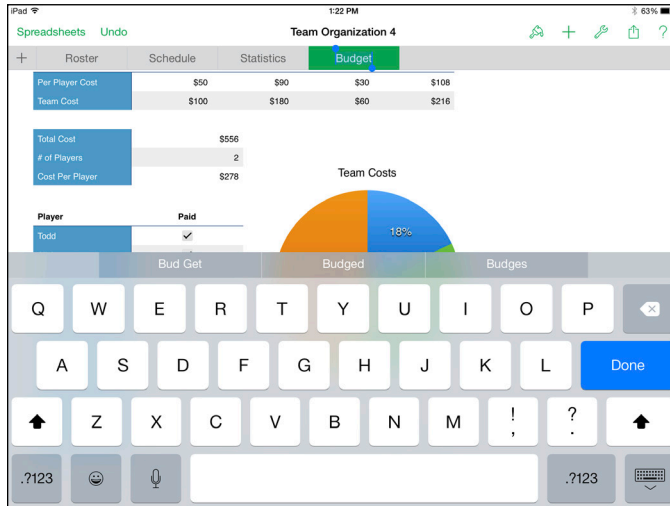 iPad 1:22 PM 63%
Spreadsheets Undo Team Organization 4 + ?
+ Roster Schedule Statistics Budget
Per Player Cost $50 $90 $30 $108
Team Cost $100 $180 $60 $216
Total Cost $556
# of Players 2
Cost Per Player $278
Team Costs
Player Paid
Todd
18%
Bud Get Budged Budges
Q W E R T Y U I O P
A S D F G H J K L Done
Z X C V B N M ! , ? .
.?123 .?123